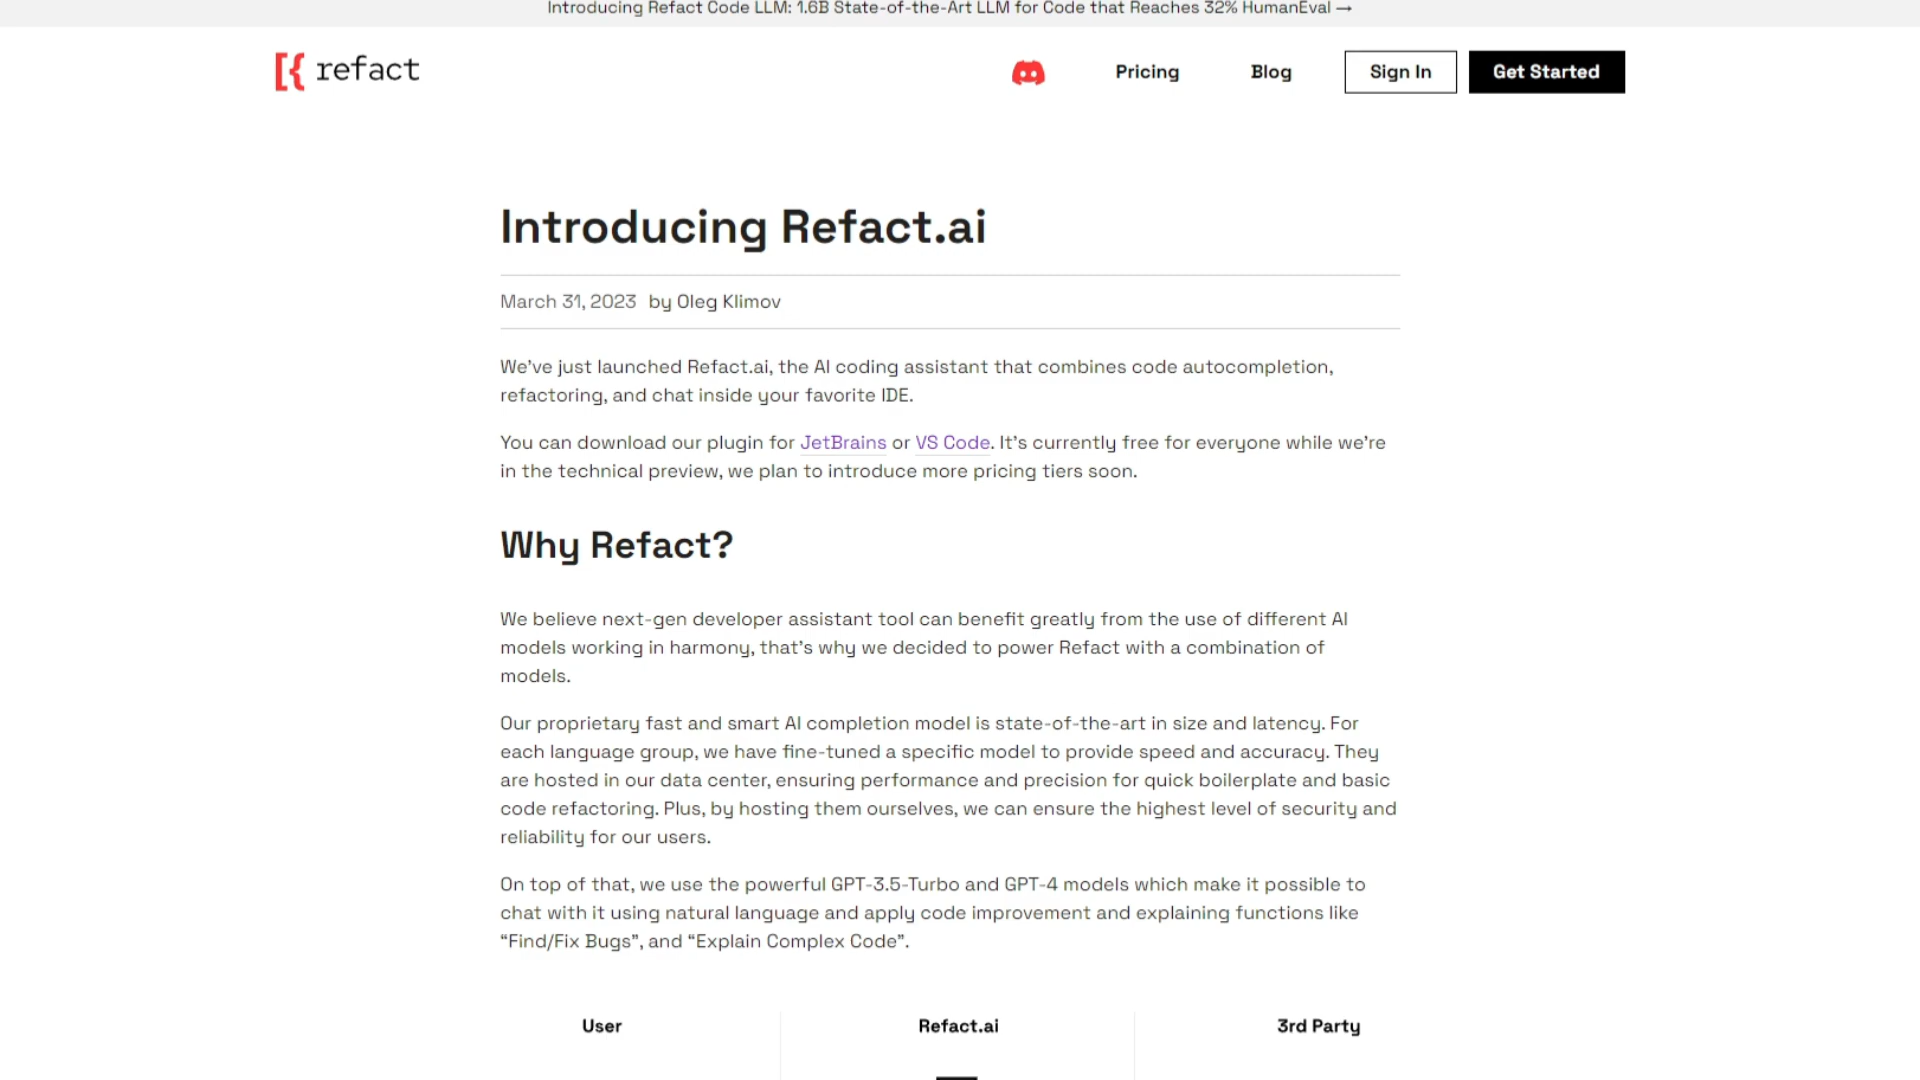 Introducing Refact Code LLM: 1.6B State-of-the-Art LLM for Code that Reaches 32% HumanEval →
refact
Pricing
Blog
Sign In
Get Started
Introducing Refact.ai
March 31, 2023 by Oleg Klimov
We’ve just launched Refact.ai, the AI coding assistant that combines code autocompletion,
refactoring, and chat inside your favorite IDE.
You can download our plugin for JetBrains or VS Code. It’s currently free for everyone while we’re
in the technical preview, we plan to introduce more pricing tiers soon.
Why Refact?
We believe next-gen developer assistant tool can benefit greatly from the use of different AI
models working in harmony, that’s why we decided to power Refact with a combination of
models.
Our proprietary fast and smart AI completion model is state-of-the-art in size and latency. For
each language group, we have fine-tuned a specific model to provide speed and accuracy. They
are hosted in our data center, ensuring performance and precision for quick boilerplate and basic
code refactoring. Plus, by hosting them ourselves, we can ensure the highest level of security and
reliability for our users.
On top of that, we use the powerful GPT-3.5-Turbo and GPT-4 models which make it possible to
chat with it using natural language and apply code improvement and explaining functions like
“Find/Fix Bugs”, and “Explain Complex Code”.
User
Refact.ai
3rd Party